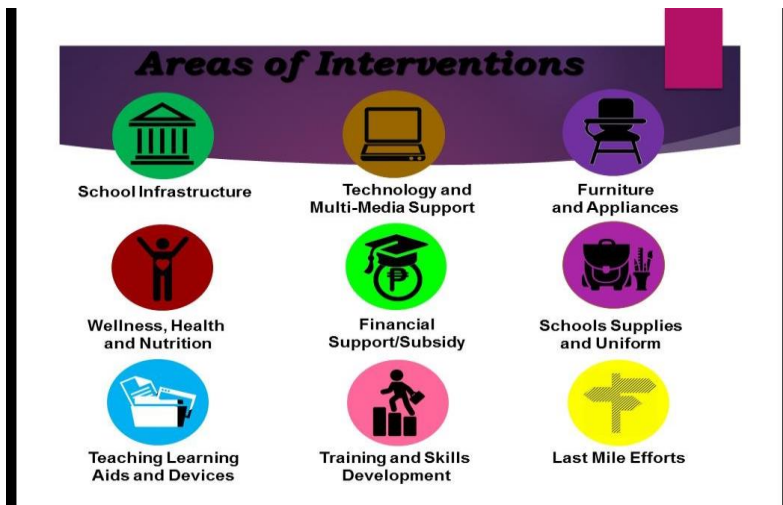 Areas of Interventions
School Infrastructure
Technology and
Multi-Media Support
Furniture
and Appliances
Wellness, Health
and Nutrition
Financial
Support/Subsidy
Schools Supplies
and Uniform
Teaching Learning
Aids and Devices
Training and Skills
Development
Last Mile Efforts